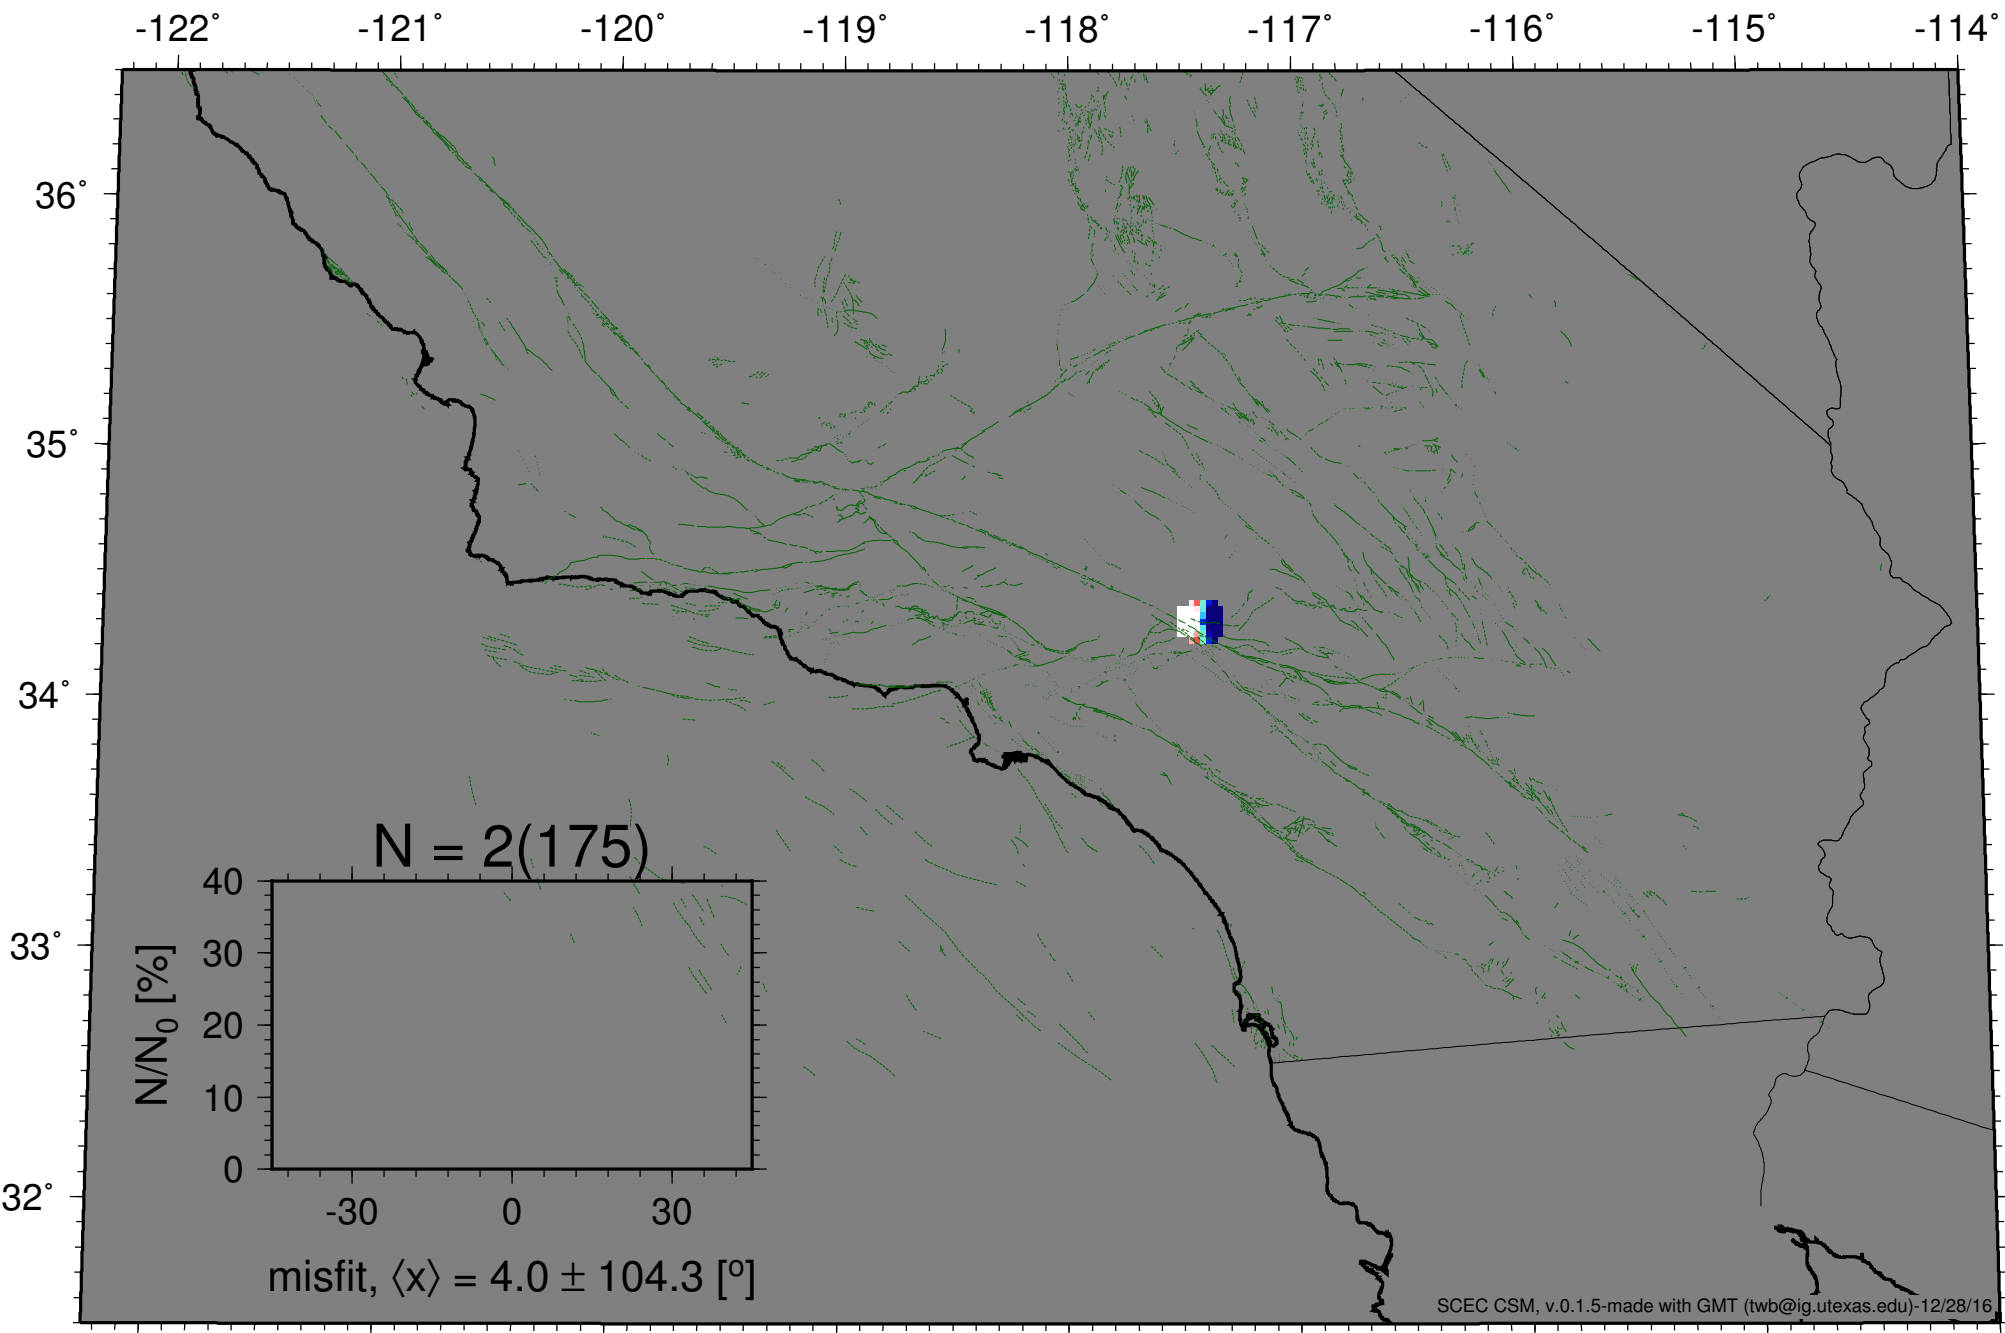 -122˚ -121˚ -120˚ -119˚ -118˚ -117˚ -116˚ -115˚ -114˚
36˚
35˚
34˚
33˚
32˚
N = 2(175)
40
30
20
10
0
N/N0 [%]
-30 0 30
misfit, ⟨x⟩ = 4.0 ± 104.3 [º]
SCEC CSM, v.0.1.5-made with GMT (twb@ig.utexas.edu)-12/28/16